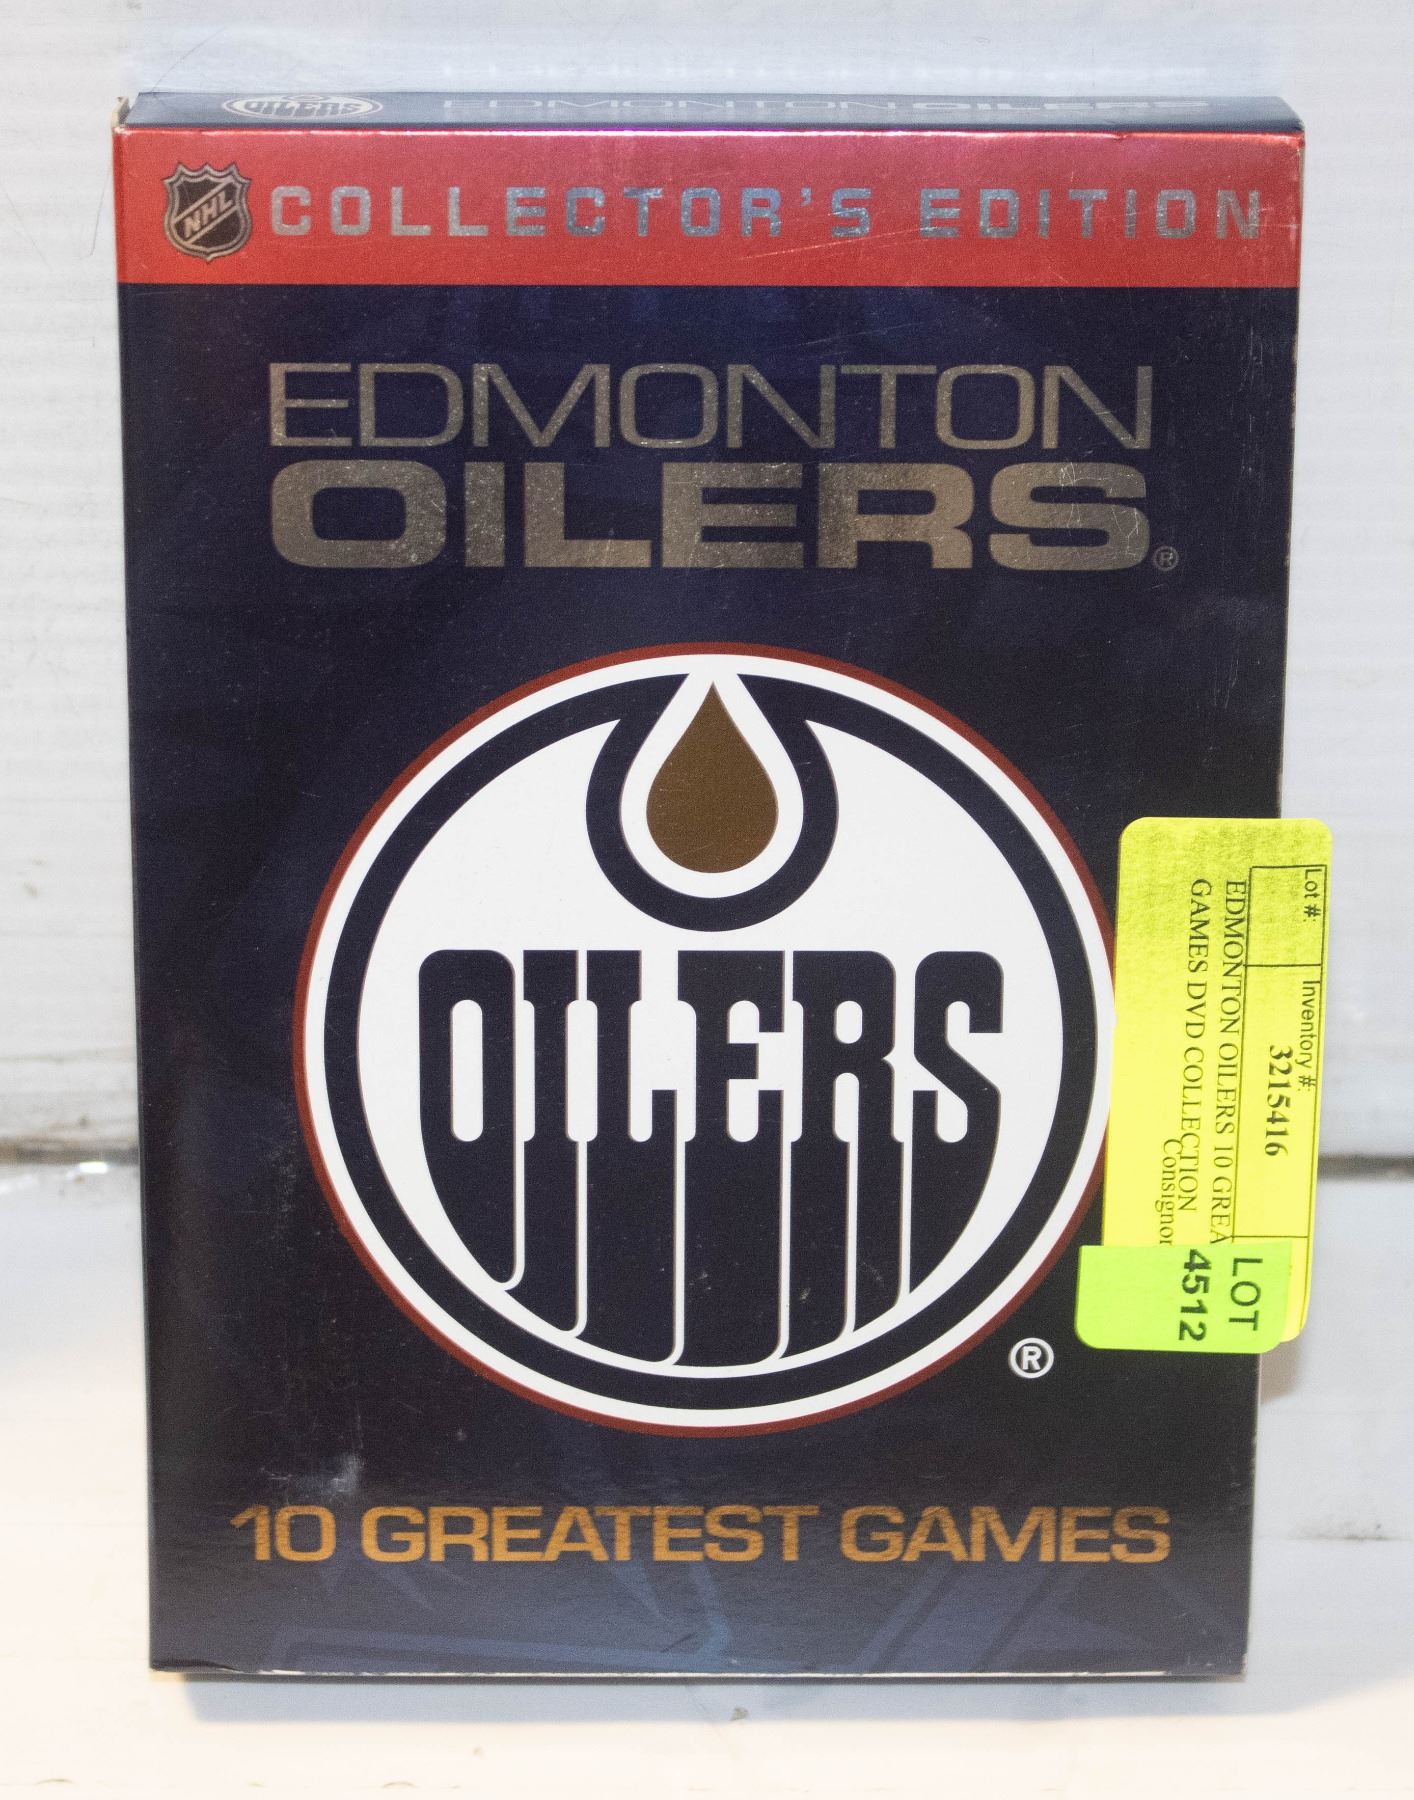 OILERS EDMONTON OILERS
NHL COLLECTOR'S EDITION
EDMONTON
OILERS®
OILERS
®
10 GREATEST GAMES
Lot #: Inventory #:
3215416
EDMONTON OILERS 10 GREA
GAMES DVD COLLECTION
Consignor
LOT
4512